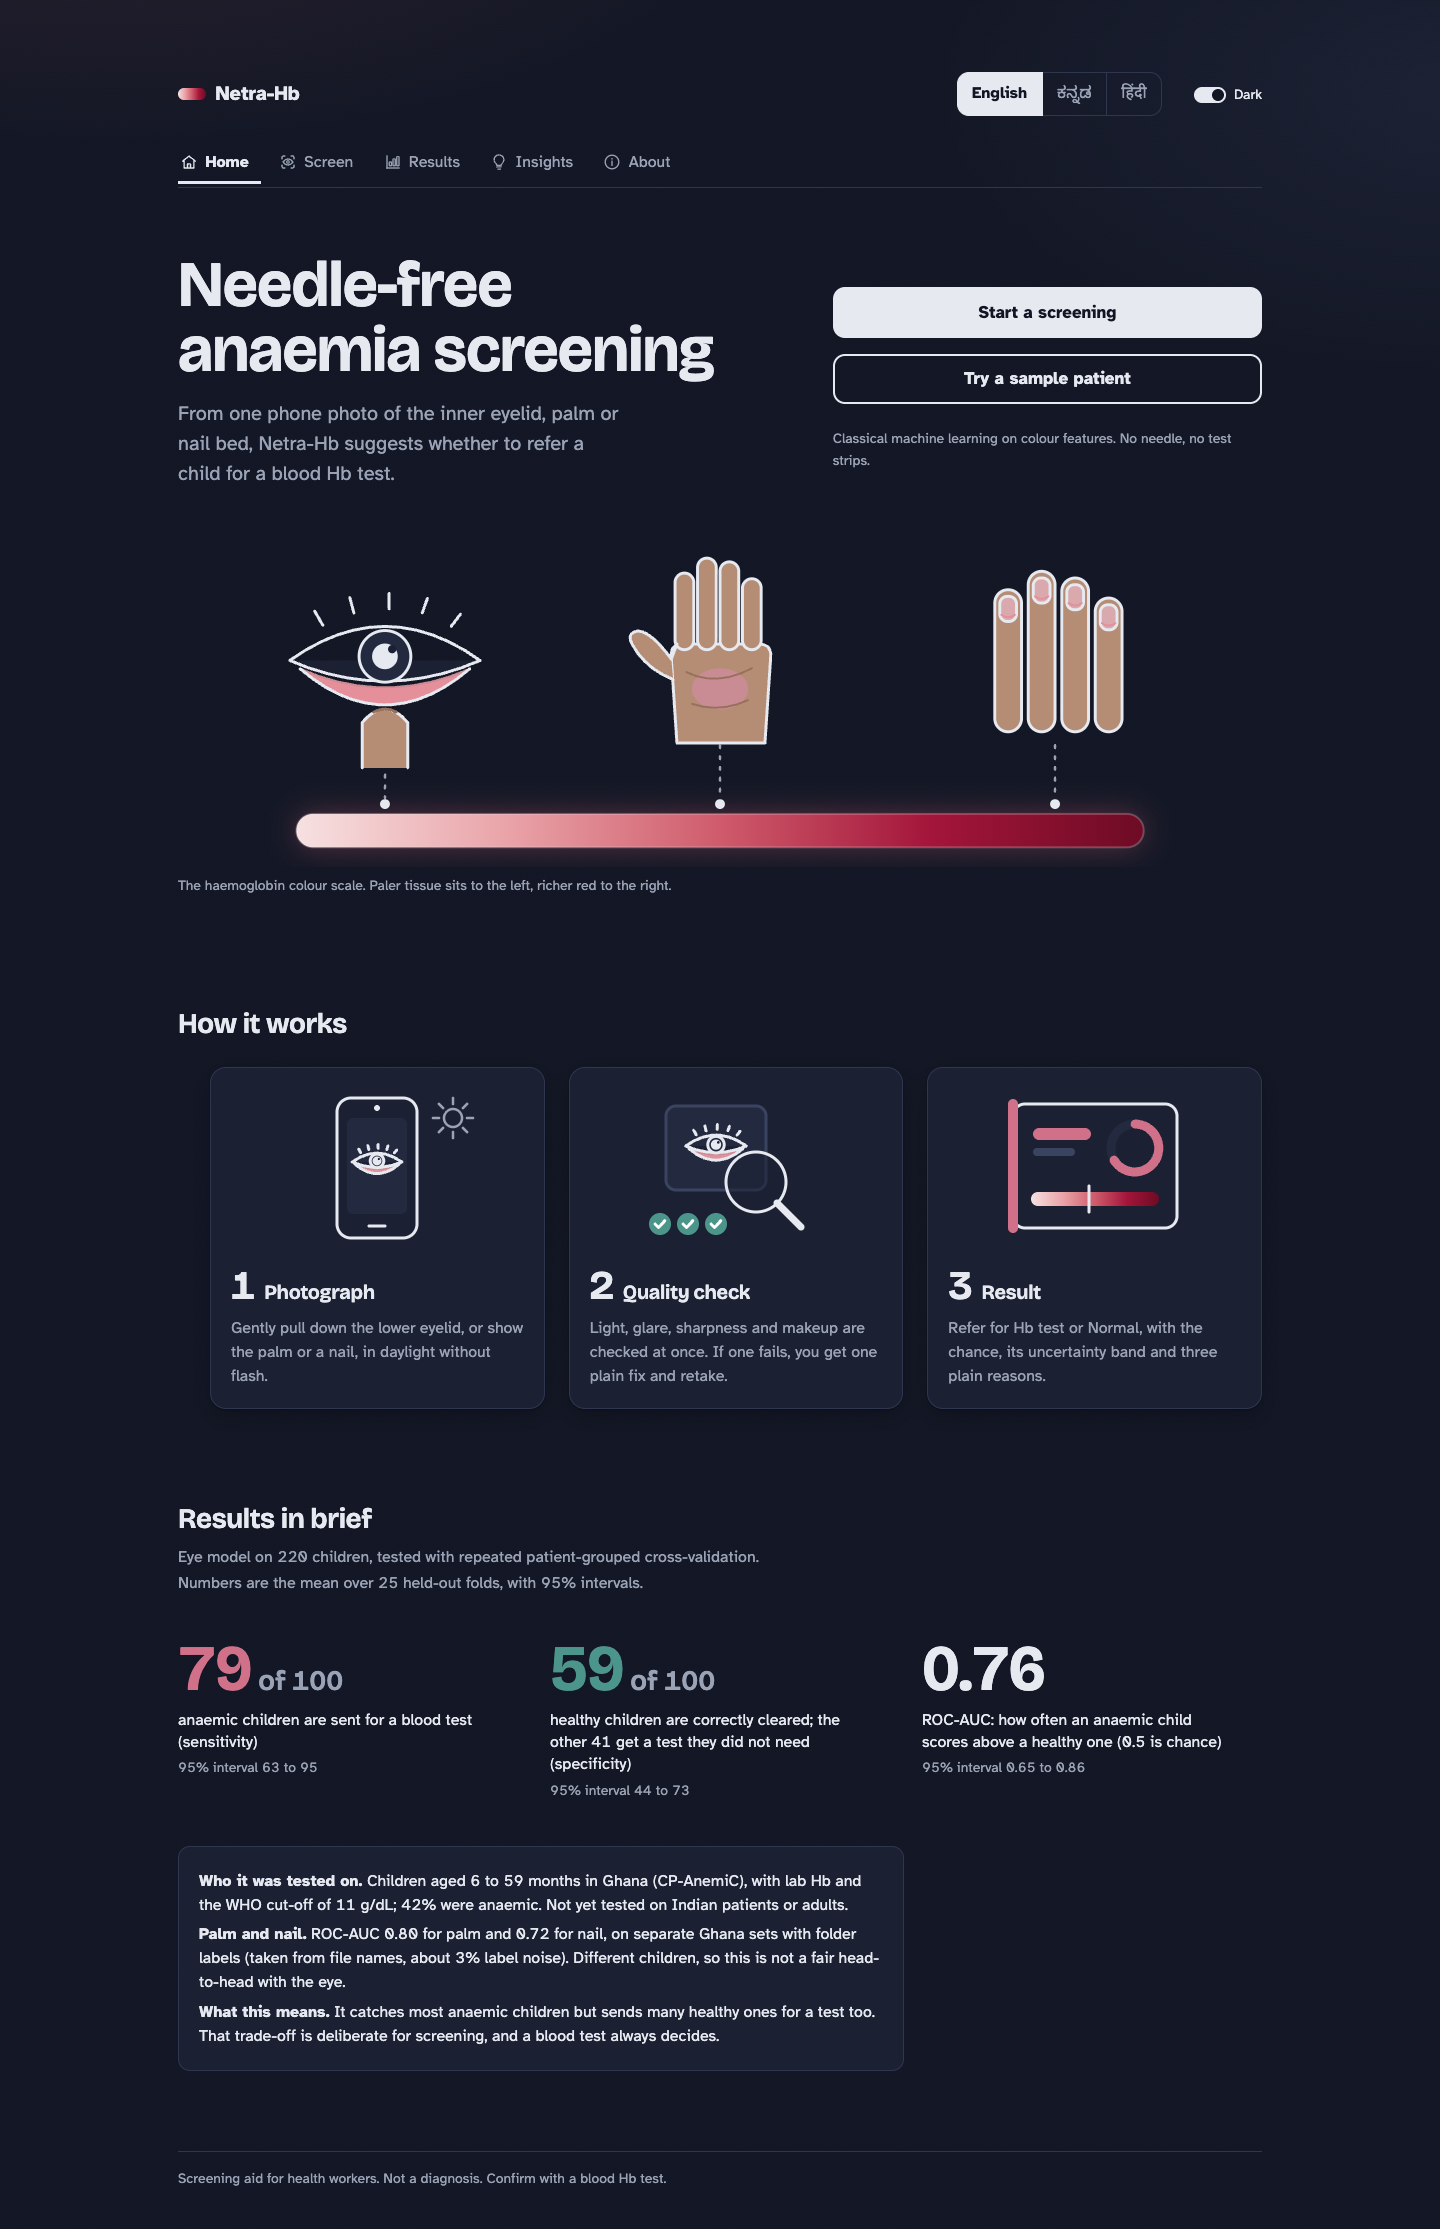 Netra-Hb
English
ಕನ್ನಡ
हिंदी
Dark
Home
Screen
Results
Insights
About
Needle-free
anaemia screening
From one phone photo of the inner eyelid, palm or
nail bed, Netra-Hb suggests whether to refer a
child for a blood Hb test.
Start a screening
Try a sample patient
Classical machine learning on colour features. No needle, no test
strips.
The haemoglobin colour scale. Paler tissue sits to the left, richer red to the right.
How it works
1 Photograph
Gently pull down the lower eyelid, or show
the palm or a nail, in daylight without
flash.
2 Quality check
Light, glare, sharpness and makeup are
checked at once. If one fails, you get one
plain fix and retake.
3 Result
Refer for Hb test or Normal, with the
chance, its uncertainty band and three
plain reasons.
Results in brief
Eye model on 220 children, tested with repeated patient-grouped cross-validation.
Numbers are the mean over 25 held-out folds, with 95% intervals.
79 of 100
anaemic children are sent for a blood test
(sensitivity)
95% interval 63 to 95
59 of 100
healthy children are correctly cleared; the
other 41 get a test they did not need
(specificity)
95% interval 44 to 73
0.76
ROC-AUC: how often an anaemic child
scores above a healthy one (0.5 is chance)
95% interval 0.65 to 0.86
Who it was tested on. Children aged 6 to 59 months in Ghana (CP-AnemiC), with lab Hb and
the WHO cut-off of 11 g/dL; 42% were anaemic. Not yet tested on Indian patients or adults.
Palm and nail. ROC-AUC 0.80 for palm and 0.72 for nail, on separate Ghana sets with folder
labels (taken from file names, about 3% label noise). Different children, so this is not a fair head-
to-head with the eye.
What this means. It catches most anaemic children but sends many healthy ones for a test too.
That trade-off is deliberate for screening, and a blood test always decides.
Screening aid for health workers. Not a diagnosis. Confirm with a blood Hb test.